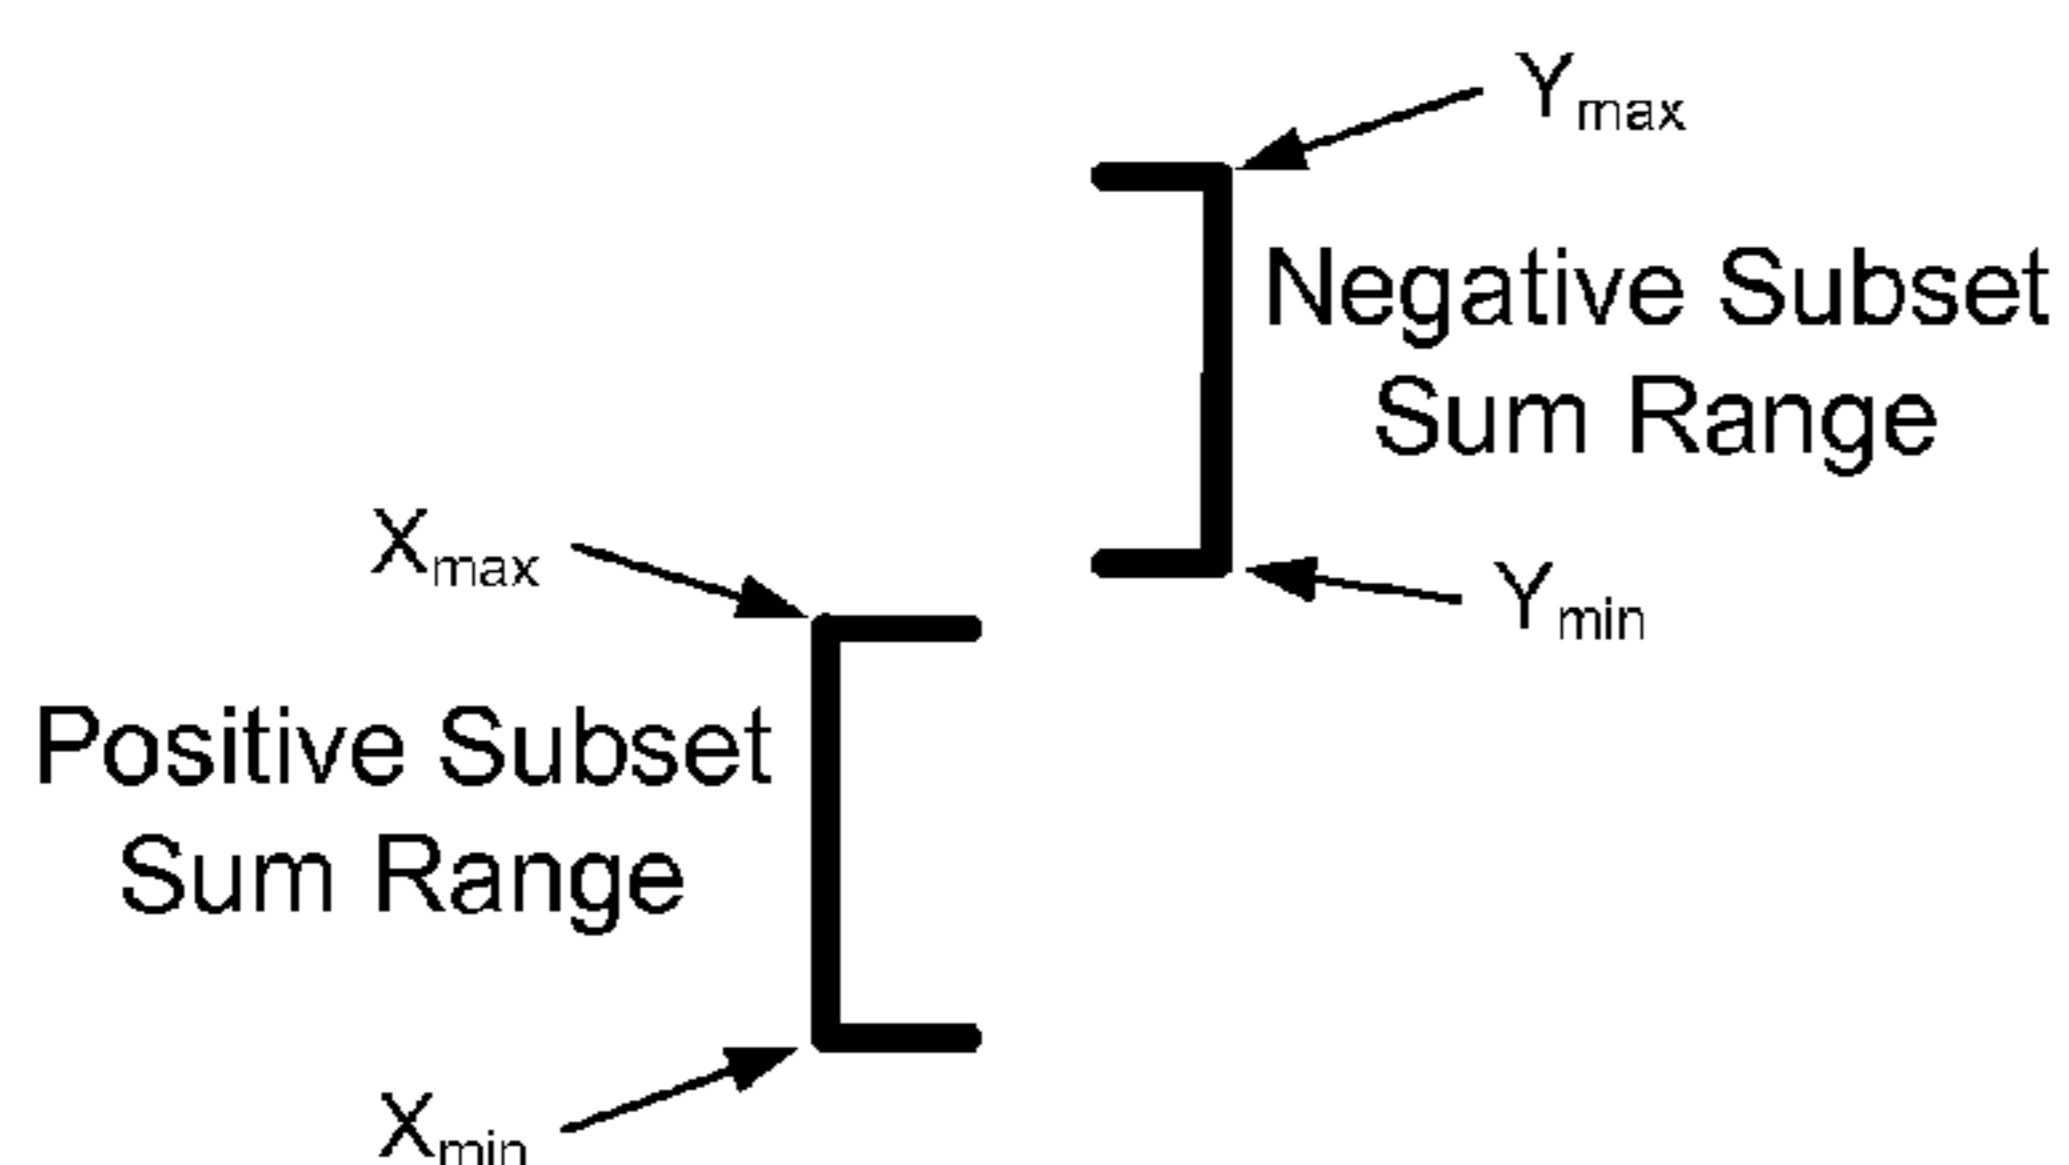 Ymax
Negative Subset
Sum Range
Xmax
Ymin
Positive Subset
Sum Range
Xmin